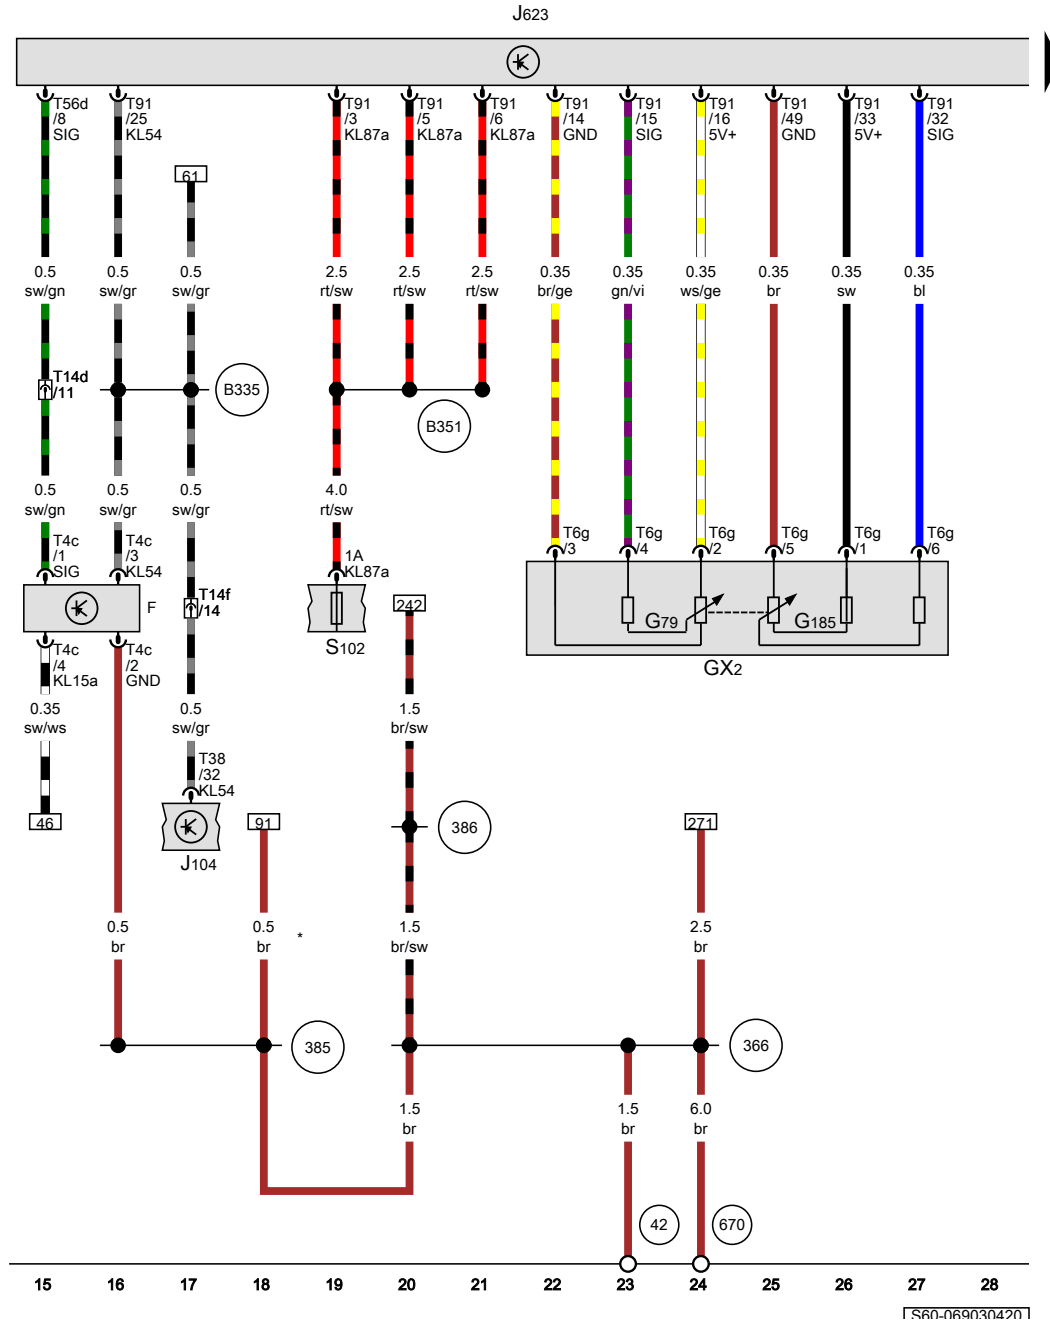 J623
T56d
/8
SIG
T91
/25
KL54
T91
/3
KL87a
T91
/5
KL87a
T91
/6
KL87a
T91
/14
GND
T91
/15
SIG
T91
/16
5V+
T91
/49
GND
T91
/33
5V+
T91
/32
SIG
61
0.5
sw/gn
0.5
sw/gr
0.5
sw/gr
2.5
rt/sw
2.5
rt/sw
2.5
rt/sw
0.35
br/ge
0.35
gn/vi
0.35
ws/ge
0.35
br
0.35
sw
0.35
bl
T14d
/11
B335
B351
0.5
sw/gn
0.5
sw/gr
0.5
sw/gr
4.0
rt/sw
T4c
/1
SIG
T4c
/3
KL54
1A
KL87a
T6g
/3
T6g
/4
T6g
/2
T6g
/5
T6g
/1
T6g
/6
F
T14f
/14
S102
242
G79
G185
GX2
T4c
/4
KL15a
T4c
/2
GND
0.35
sw/ws
0.5
sw/gr
1.5
br/sw
T38
/32
KL54
46
J104
91
386
271
0.5
br
0.5
br
*
1.5
br/sw
2.5
br
385
366
1.5
br
1.5
br
6.0
br
42
670
15 16 17 18 19 20 21 22 23 24 25 26 27 28
S60-069030420